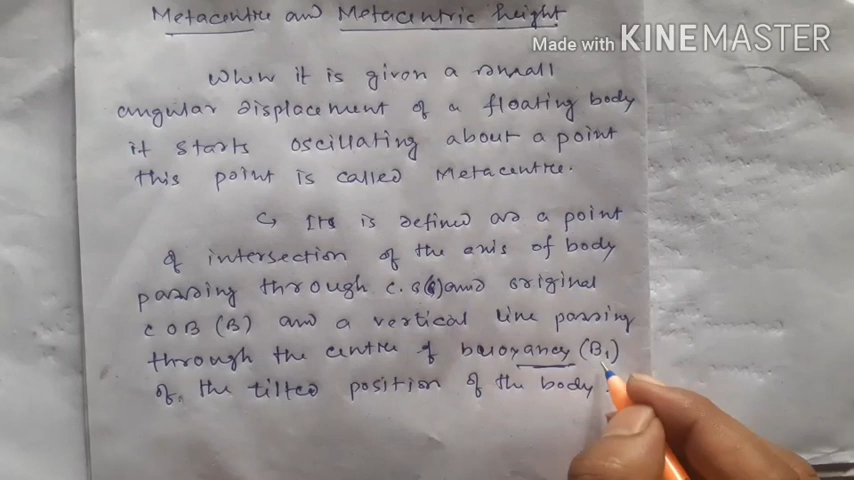 Metacentre and Metacentric height
Made with KINEMASTER
When it is given a small
angular displacement of a floating body
it starts oscillating about a point
this point is called Metacentre.
↳ It is defined as a point
of intersection of the axis of body
passing through C.G(G) and original
C O B (B) and a vertical line passing
through the centre of buoyancy (B₁)
of the tilted position of the body.